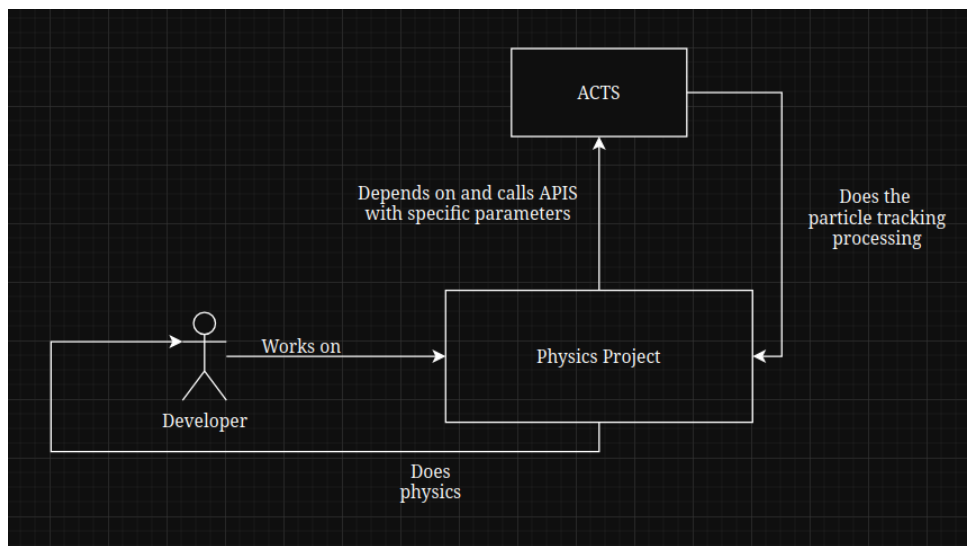 ACTS
Depends on and calls APIS
with specific parameters
Does the
particle tracking
processing
Works on
Physics Project
Developer
Does
physics